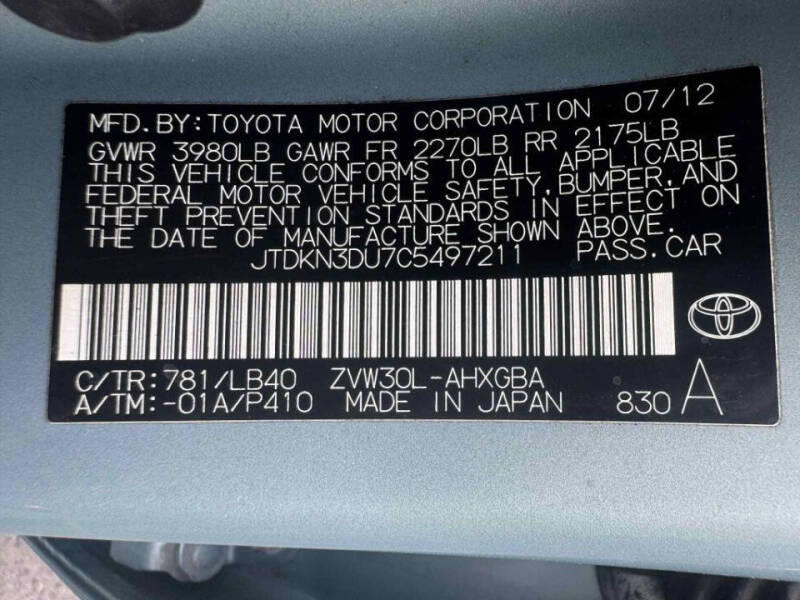 MFD. BY: TOYOTA MOTOR CORPORATION 07/12
GVWR 3980LB GAWR FR 2270LB RR 2175LB
THIS VEHICLE CONFORMS TO ALL APPLICABLE
FEDERAL MOTOR VEHICLE SAFETY, BUMPER, AND
THEFT PREVENTION STANDARDS IN EFFECT ON
THE DATE OF MANUFACTURE SHOWN ABOVE.
JTDKN3DU7C5497211 PASS. CAR
C/TR: 781/LB40 ZVW30L-AHXGBA
A/TM: -01A/P410 MADE IN JAPAN 830 A